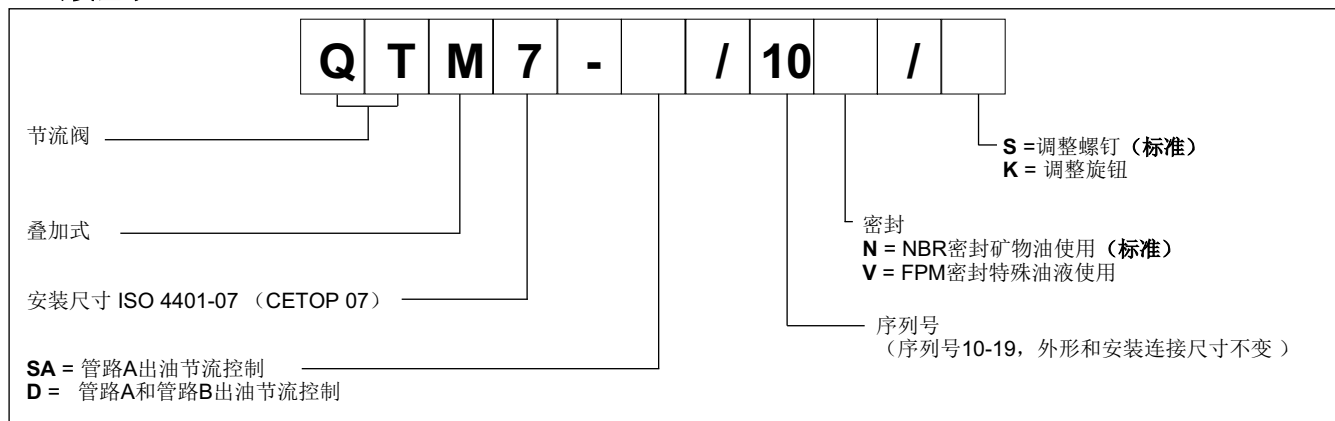 QTM7- /10 /
节流阀
S =调整螺钉（标准）
K = 调整旋钮
叠加式
密封
N = NBR密封矿物油使用（标准）
V = FPM密封特殊油液使用
安装尺寸 ISO 4401-07 （CETOP 07）
序列号
（序列号10-19，外形和安装连接尺寸不变 ）
SA = 管路A出油节流控制
D = 管路A和管路B出油节流控制